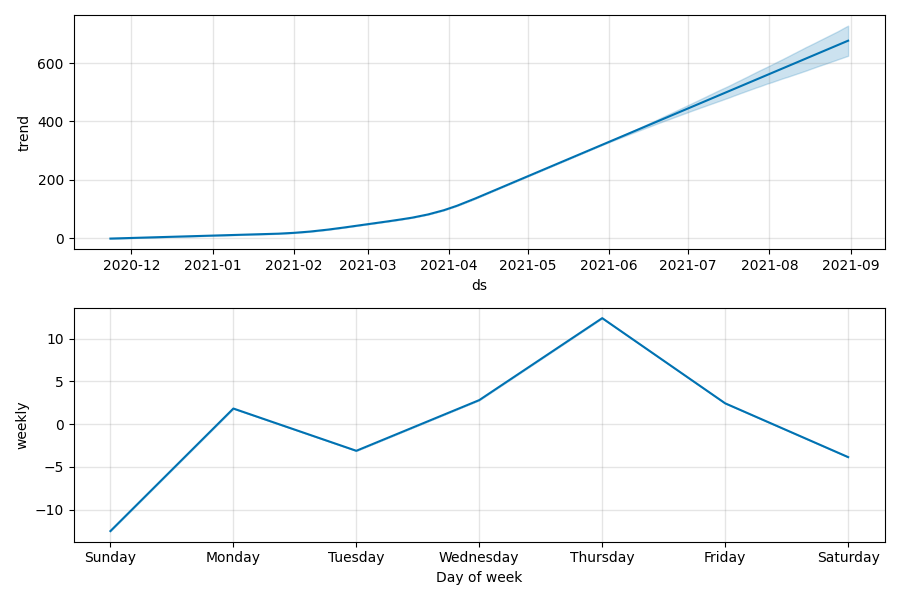 600
400
200
0
trend
2020-12 2021-01 2021-02 2021-03 2021-04 2021-05 2021-06 2021-07 2021-08 2021-09
ds
10
5
0
−5
−10
weekly
Sunday Monday Tuesday Wednesday Thursday Friday Saturday
Day of week